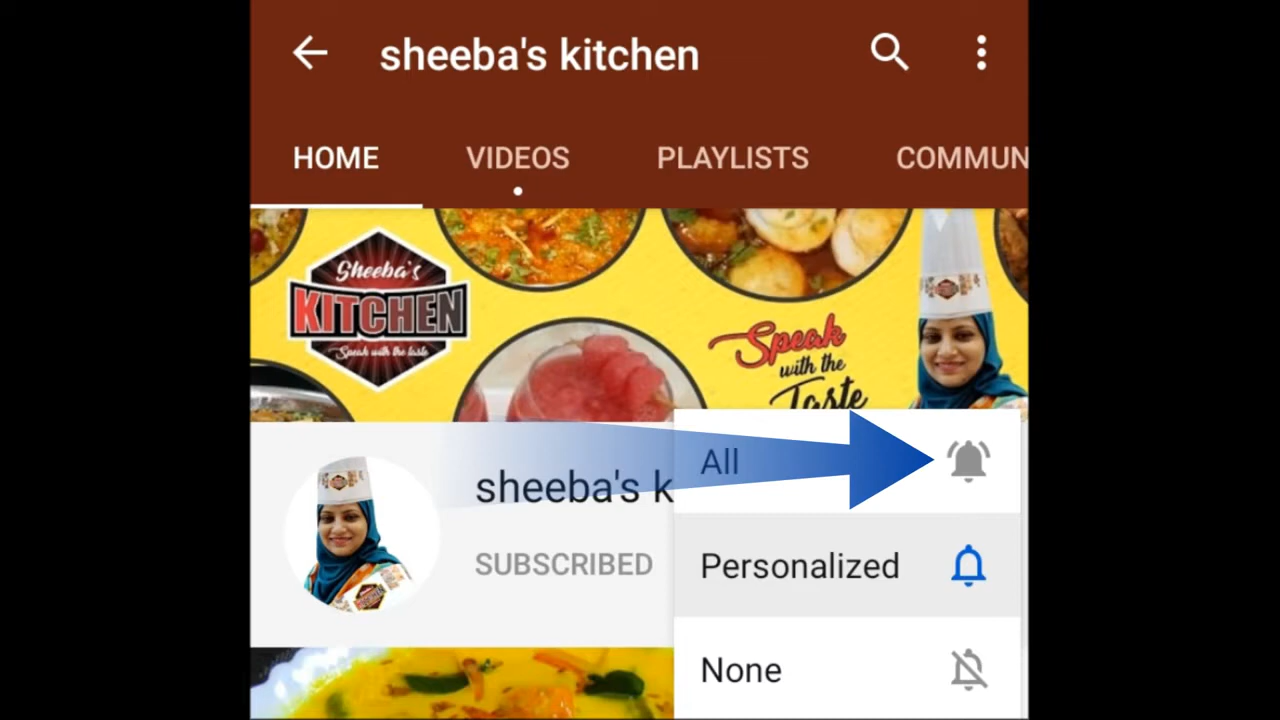 sheeba's kitchen
HOME VIDEOS PLAYLISTS COMMUN
Sheeba's
KITCHEN
Speak with the taste
Speak
with the
Taste
sheeba's k
SUBSCRIBED
All
Personalized
None